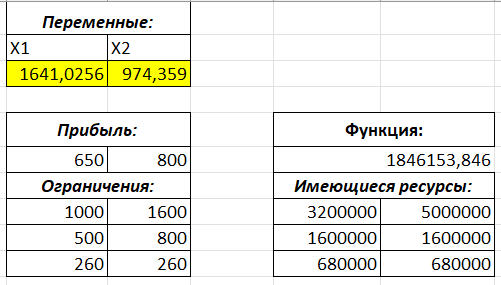 Переменные:
X1 X2
1641,0256 974,359
Прибыль: Функция:
650 800 1846153,846
Ограничения: Имеющиеся ресурсы:
1000 1600 3200000 5000000
500 800 1600000 1600000
260 260 680000 680000